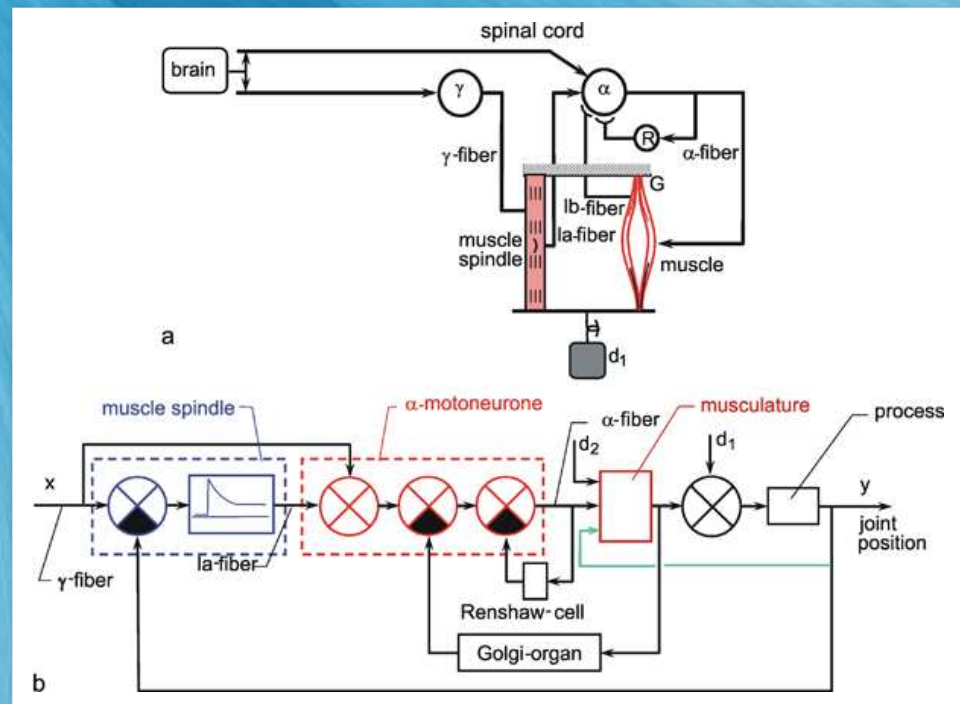 spinal cord
brain
γ
α
R
γ-fiber
α-fiber
G
Ib-fiber
Ia-fiber
muscle
spindle
muscle
a
d₁
muscle spindle
α-motoneurone
α-fiber
musculature
process
d₂
d₁
x
y
joint
position
Ia-fiber
γ-fiber
Renshaw-cell
Golgi-organ
b